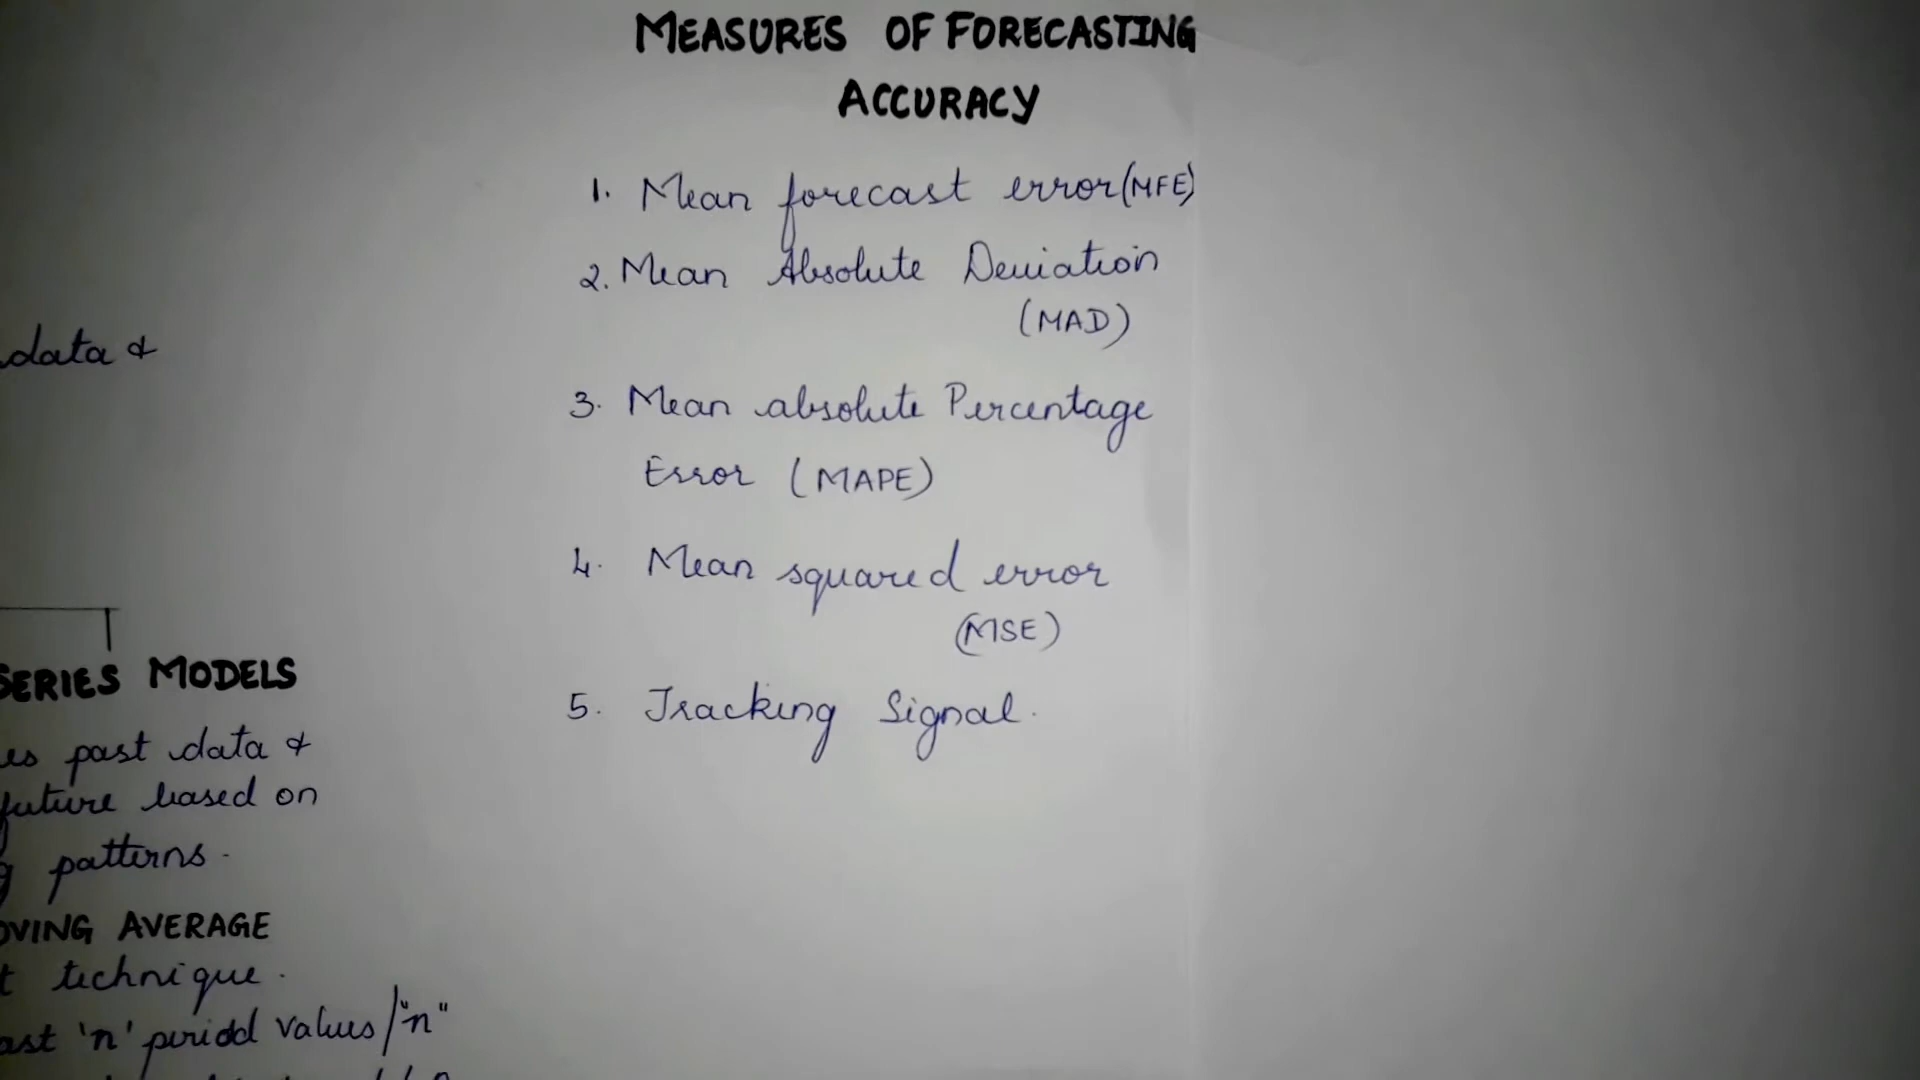 MEASURES OF FORECASTING
ACCURACY
1. Mean forecast error (MFE)
2. Mean Absolute Deviation
(MAD)
3. Mean absolute Percentage
Error (MAPE)
4. Mean squared error
(MSE)
5. Tracking Signal.
data &
SERIES MODELS
past data &
future based on
patterns.
OVING AVERAGE
technique.
ast 'n' period values/"n"